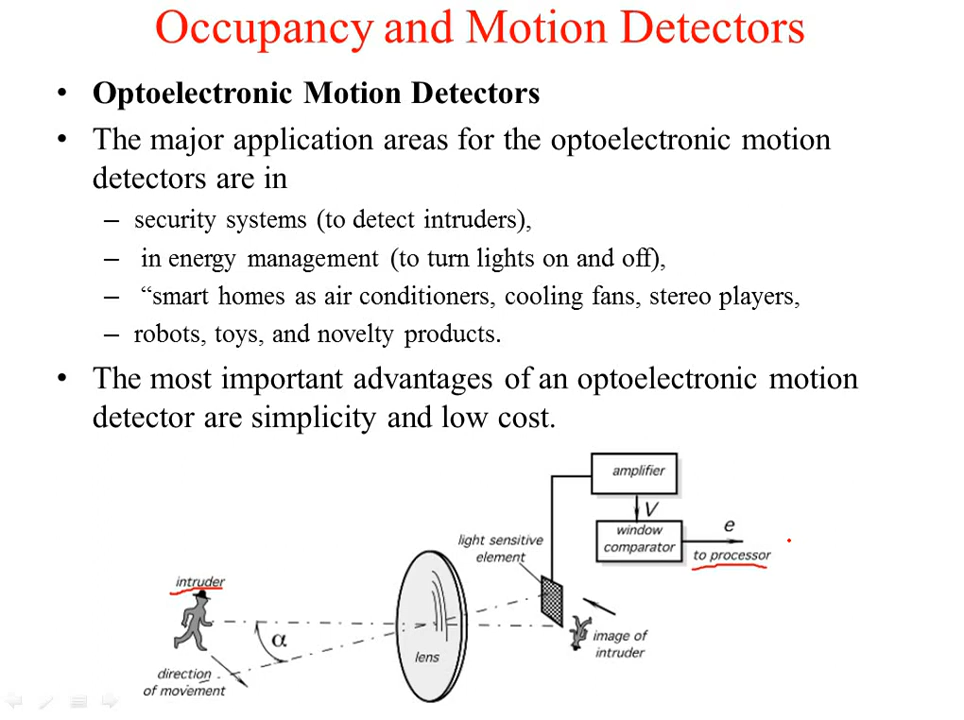 Occupancy and Motion Detectors
• Optoelectronic Motion Detectors
• The major application areas for the optoelectronic motion
detectors are in
– security systems (to detect intruders),
– in energy management (to turn lights on and off),
– “smart homes as air conditioners, cooling fans, stereo players,
– robots, toys, and novelty products.
• The most important advantages of an optoelectronic motion
detector are simplicity and low cost.
amplifier
V
window
comparator
e
to processor
light sensitive
element
intruder
α
lens
image of
intruder
direction
of movement